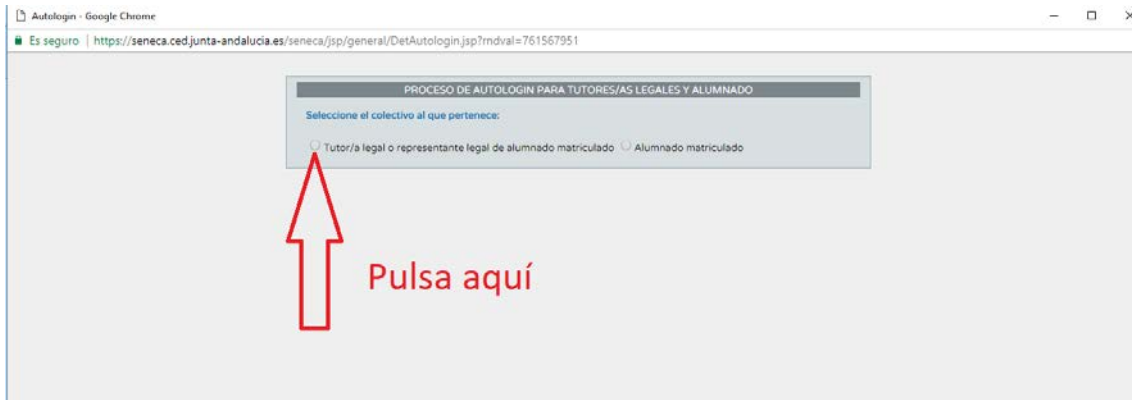 Autologin - Google Chrome
Es seguro | https://seneca.ced.junta-andalucia.es/seneca/jsp/general/DetAutologin.jsp?rndval=761567951
PROCESO DE AUTOLOGIN PARA TUTORES/AS LEGALES Y ALUMNADO
Seleccione el colectivo al que pertenece:
Tutor/a legal o representante legal de alumnado matriculado Alumnado matriculado
Pulsa aquí